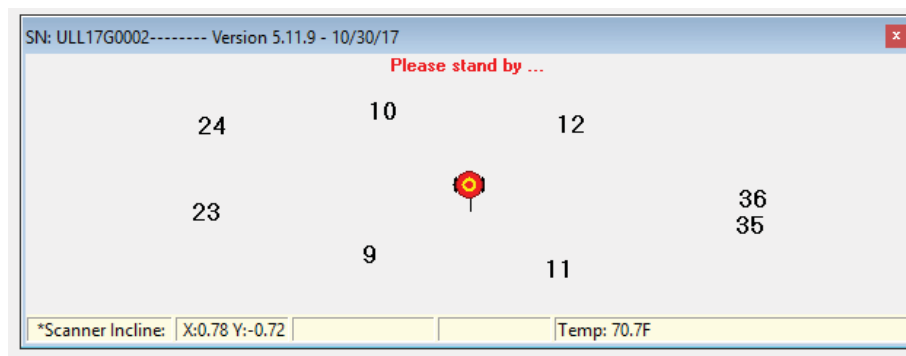 SN: ULL17G0002-------- Version 5.11.9 - 10/30/17
x
Please stand by ...
24
10
12
23
36
35
9
11
*Scanner Incline: X:0.78 Y:-0.72 Temp: 70.7F